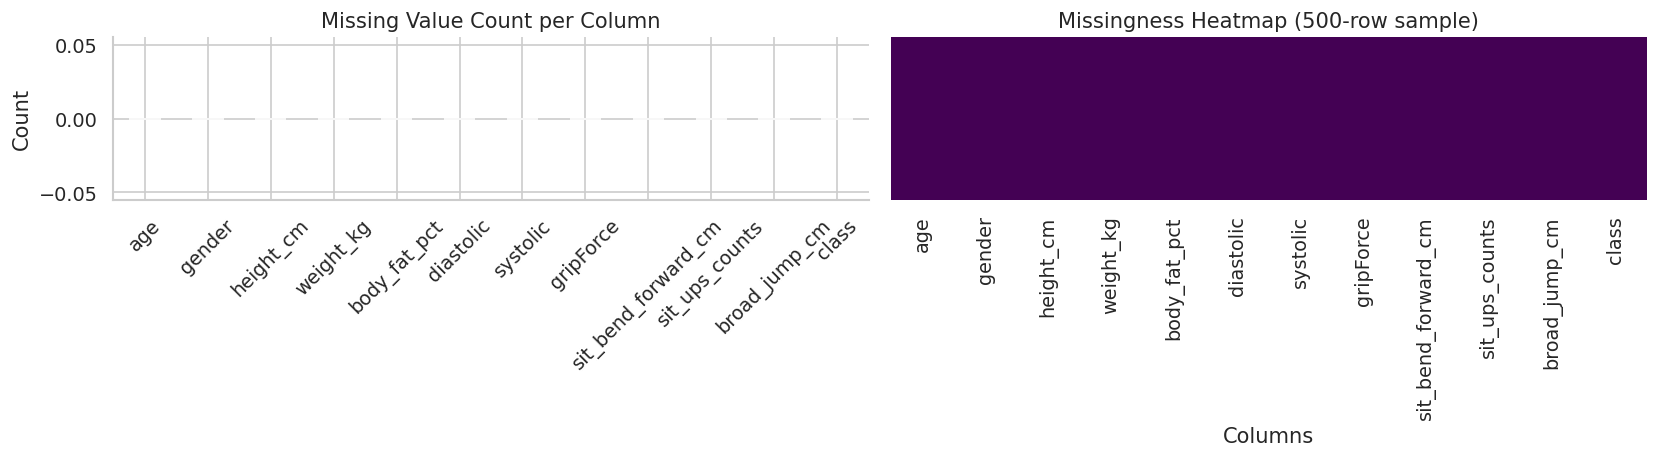 Missing Value Count per Column
Count
0.05
0.00
−0.05
age
gender
height_cm
weight_kg
body_fat_pct
diastolic
systolic
gripForce
sit_bend_forward_cm
sit_ups_counts
broad_jump_cm
class
Missingness Heatmap (500-row sample)
age
gender
height_cm
weight_kg
body_fat_pct
diastolic
systolic
gripForce
sit_bend_forward_cm
sit_ups_counts
broad_jump_cm
class
Columns